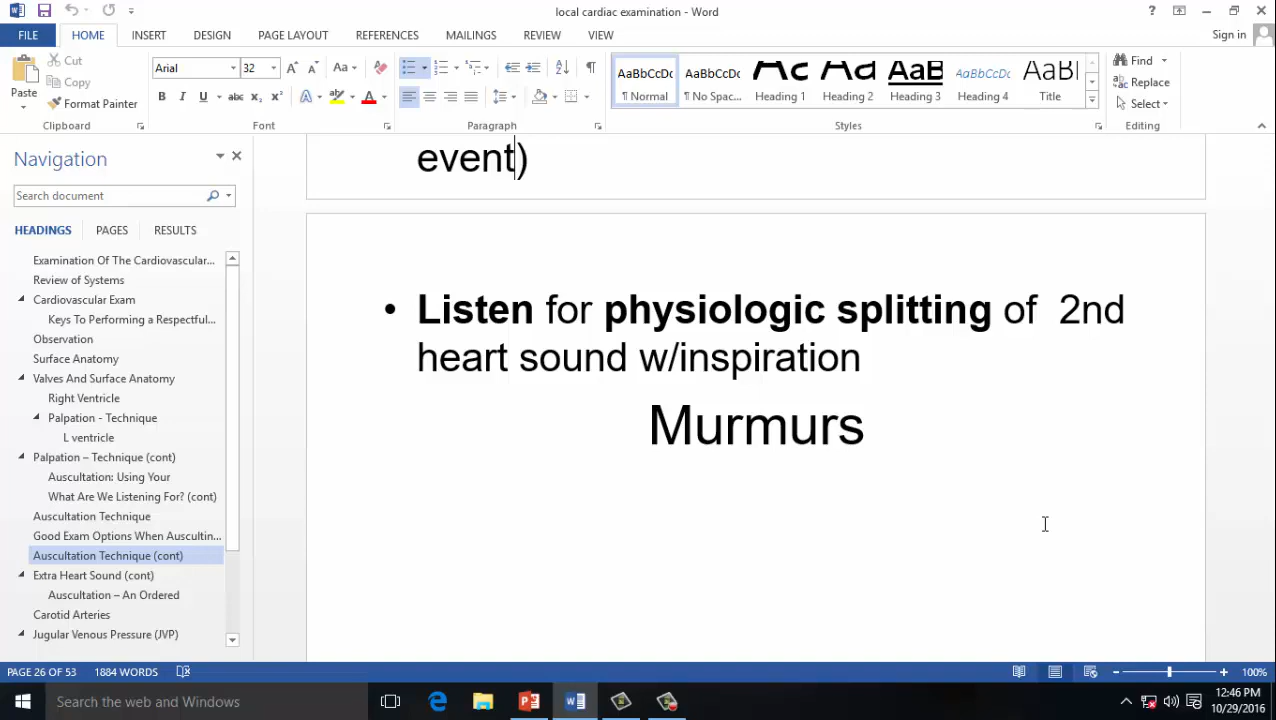 local cardiac examination - Word
?
Sign in
FILE HOME INSERT DESIGN PAGE LAYOUT REFERENCES MAILINGS REVIEW VIEW
Paste
Cut
Copy
Format Painter
Clipboard
Arial 32
Aa
B I U abc x₂ x² A A
Font
Paragraph
AaBbCcDc
¶ Normal
AaBbCcDc
¶ No Spac...
AaBbCc
Heading 1
AaBbC
Heading 2
AaB
Heading 3
AaBbCcDc
Heading 4
AaBl
Title
Styles
Find
Replace
Select
Editing
Navigation
Search document
HEADINGS PAGES RESULTS
Examination Of The Cardiovascular...
Review of Systems
Cardiovascular Exam
Keys To Performing a Respectful...
Observation
Surface Anatomy
Valves And Surface Anatomy
Right Ventricle
Palpation - Technique
L ventricle
Palpation – Technique (cont)
Auscultation: Using Your
What Are We Listening For? (cont)
Auscultation Technique
Good Exam Options When Auscultin...
Auscultation Technique (cont)
Extra Heart Sound (cont)
Auscultation – An Ordered
Carotid Arteries
Jugular Venous Pressure (JVP)
event)
• Listen for physiologic splitting of 2nd
heart sound w/inspiration
Murmurs
PAGE 26 OF 53 1884 WORDS
100%
Search the web and Windows
12:46 PM
10/29/2016